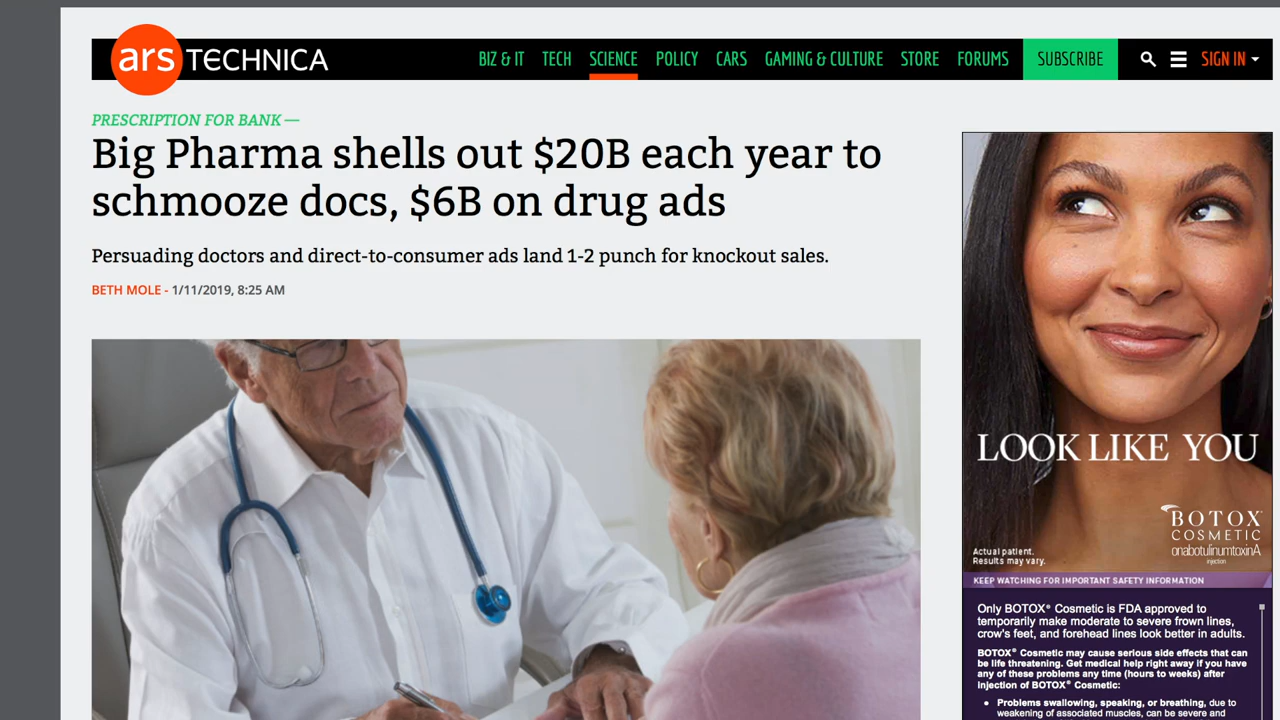 ars TECHNICA
BIZ & IT TECH SCIENCE POLICY CARS GAMING & CULTURE STORE FORUMS SUBSCRIBE SIGN IN
PRESCRIPTION FOR BANK —
Big Pharma shells out $20B each year to
schmooze docs, $6B on drug ads
Persuading doctors and direct-to-consumer ads land 1-2 punch for knockout sales.
BETH MOLE - 1/11/2019, 8:25 AM
LOOK LIKE YOU
BOTOX®
COSMETIC
onabotulinumtoxinA
injection
Actual patient.
Results may vary.
KEEP WATCHING FOR IMPORTANT SAFETY INFORMATION
Only BOTOX® Cosmetic is FDA approved to
temporarily make moderate to severe frown lines,
crow's feet, and forehead lines look better in adults.
BOTOX® Cosmetic may cause serious side effects that can
be life threatening. Get medical help right away if you have
any of these problems any time (hours to weeks) after
injection of BOTOX® Cosmetic:
• Problems swallowing, speaking, or breathing, due to
weakening of associated muscles, can be severe and